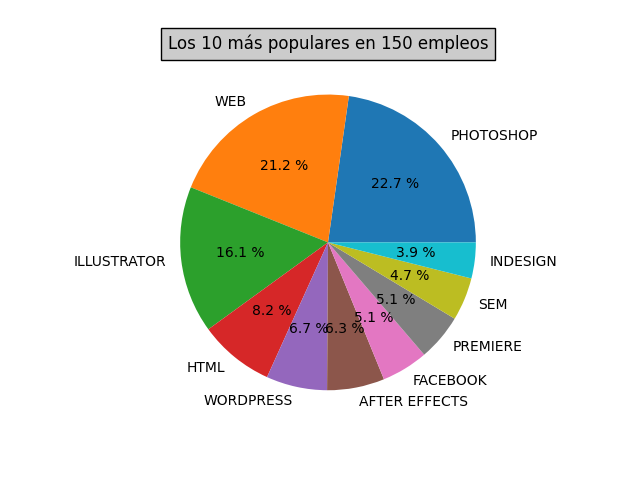 Los 10 más populares en 150 empleos
WEB
PHOTOSHOP
21.2 %
22.7 %
16.1 %
3.9 %
ILLUSTRATOR
INDESIGN
4.7 %
5.1 %
SEM
8.2 %
5.1 %
6.7 %
6.3 %
PREMIERE
HTML
FACEBOOK
WORDPRESS
AFTER EFFECTS